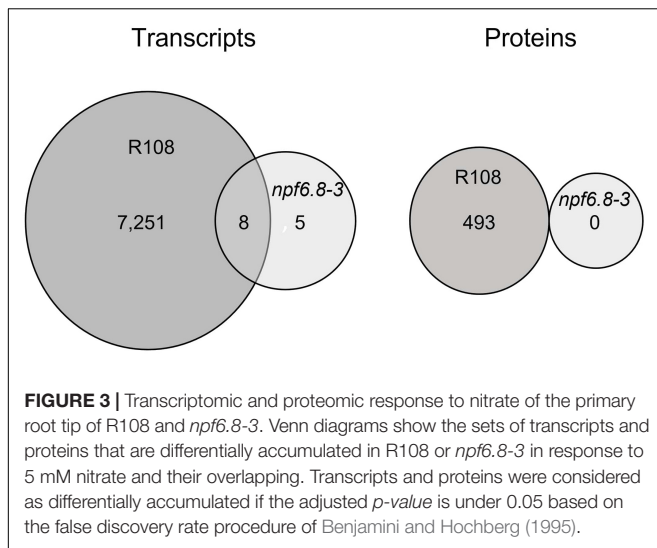 Transcripts
Proteins
R108
npf6.8-3
7,251
8
5
R108
npf6.8-3
493
0
FIGURE 3 | Transcriptomic and proteomic response to nitrate of the primary
root tip of R108 and npf6.8-3. Venn diagrams show the sets of transcripts and
proteins that are differentially accumulated in R108 or npf6.8-3 in response to
5 mM nitrate and their overlapping. Transcripts and proteins were considered
as differentially accumulated if the adjusted p-value is under 0.05 based on
the false discovery rate procedure of Benjamini and Hochberg (1995).